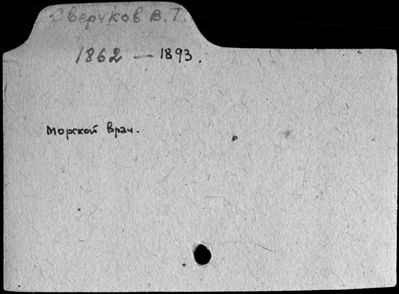 Сверчков В. Т.
1862 — 1893.
Морской врач.